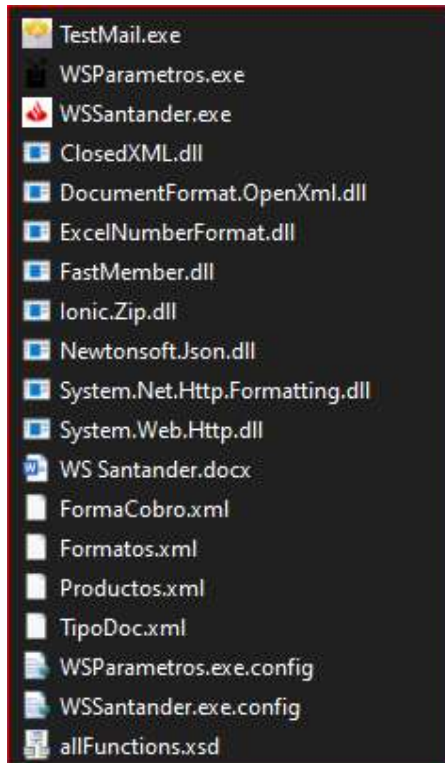 TestMail.exe
WSParametros.exe
WSSantander.exe
ClosedXML.dll
DocumentFormat.OpenXml.dll
ExcelNumberFormat.dll
FastMember.dll
Ionic.Zip.dll
Newtonsoft.Json.dll
System.Net.Http.Formatting.dll
System.Web.Http.dll
WS Santander.docx
FormaCobro.xml
Formatos.xml
Productos.xml
TipoDoc.xml
WSParametros.exe.config
WSSantander.exe.config
allFunctions.xsd